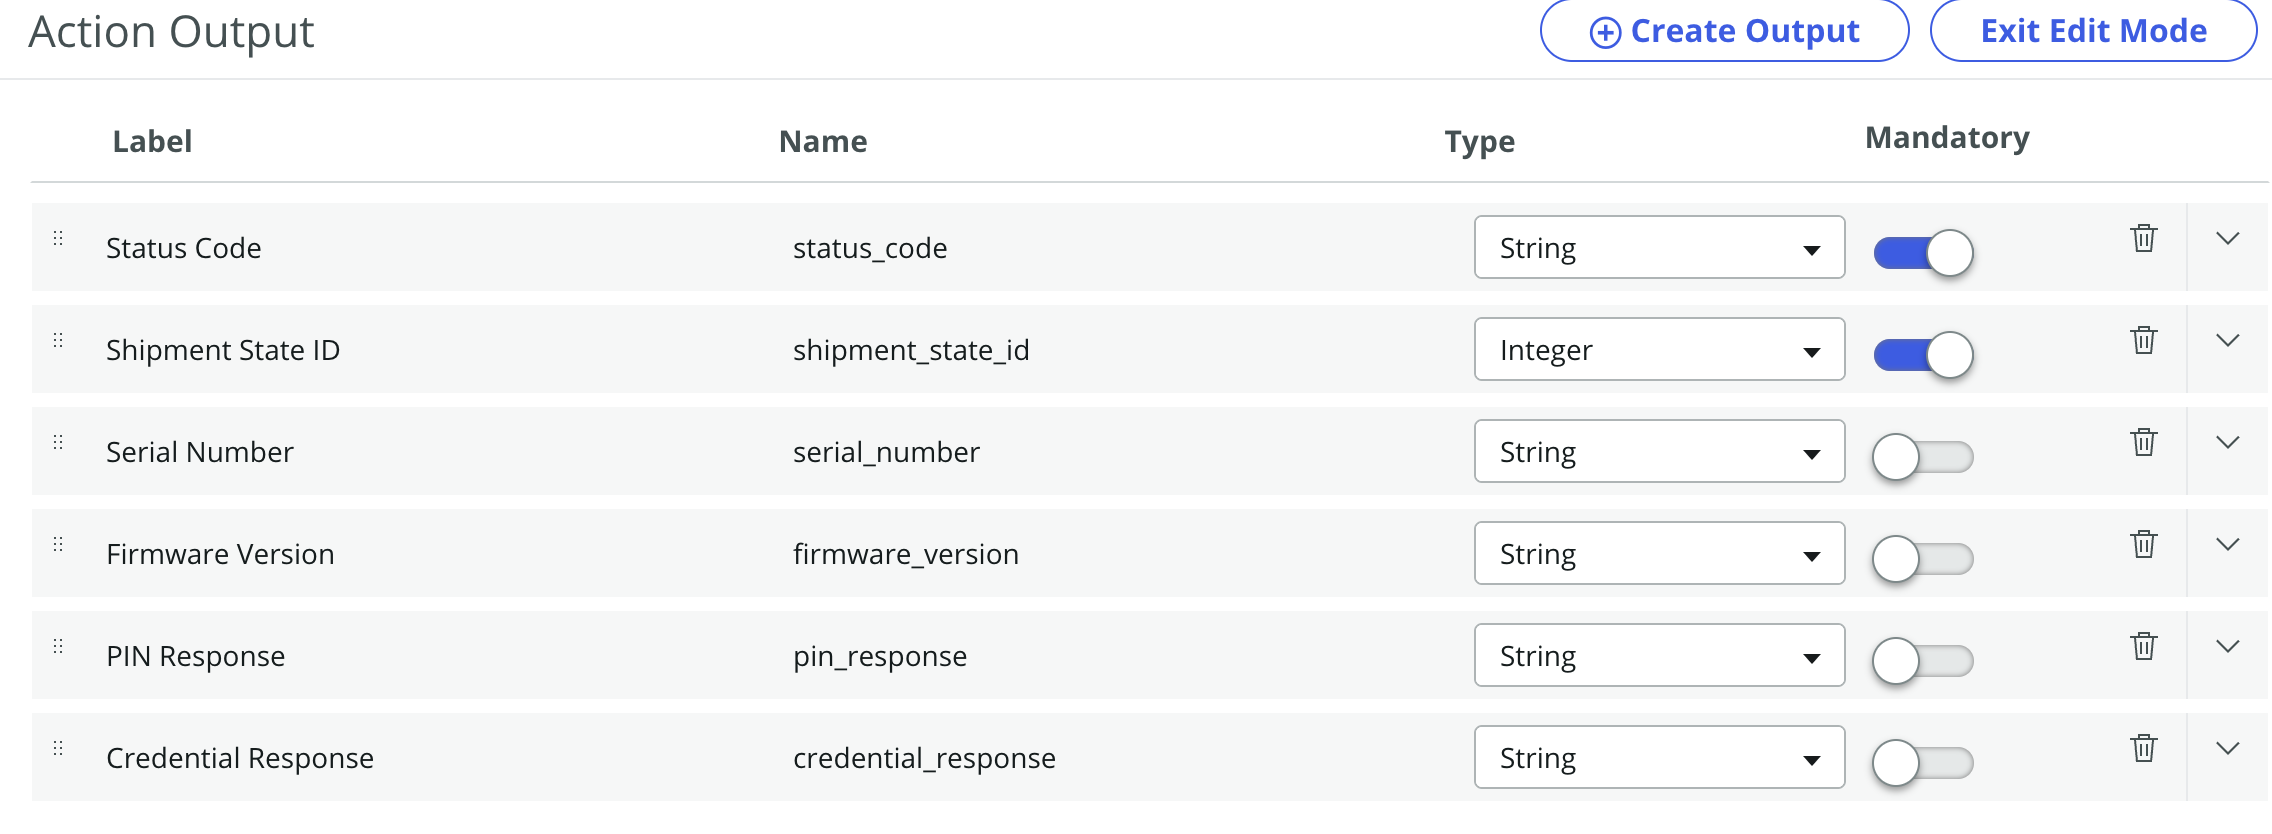 Action Output
Create Output
Exit Edit Mode
Label Name Type Mandatory
Status Code status_code String
Shipment State ID shipment_state_id Integer
Serial Number serial_number String
Firmware Version firmware_version String
PIN Response pin_response String
Credential Response credential_response String